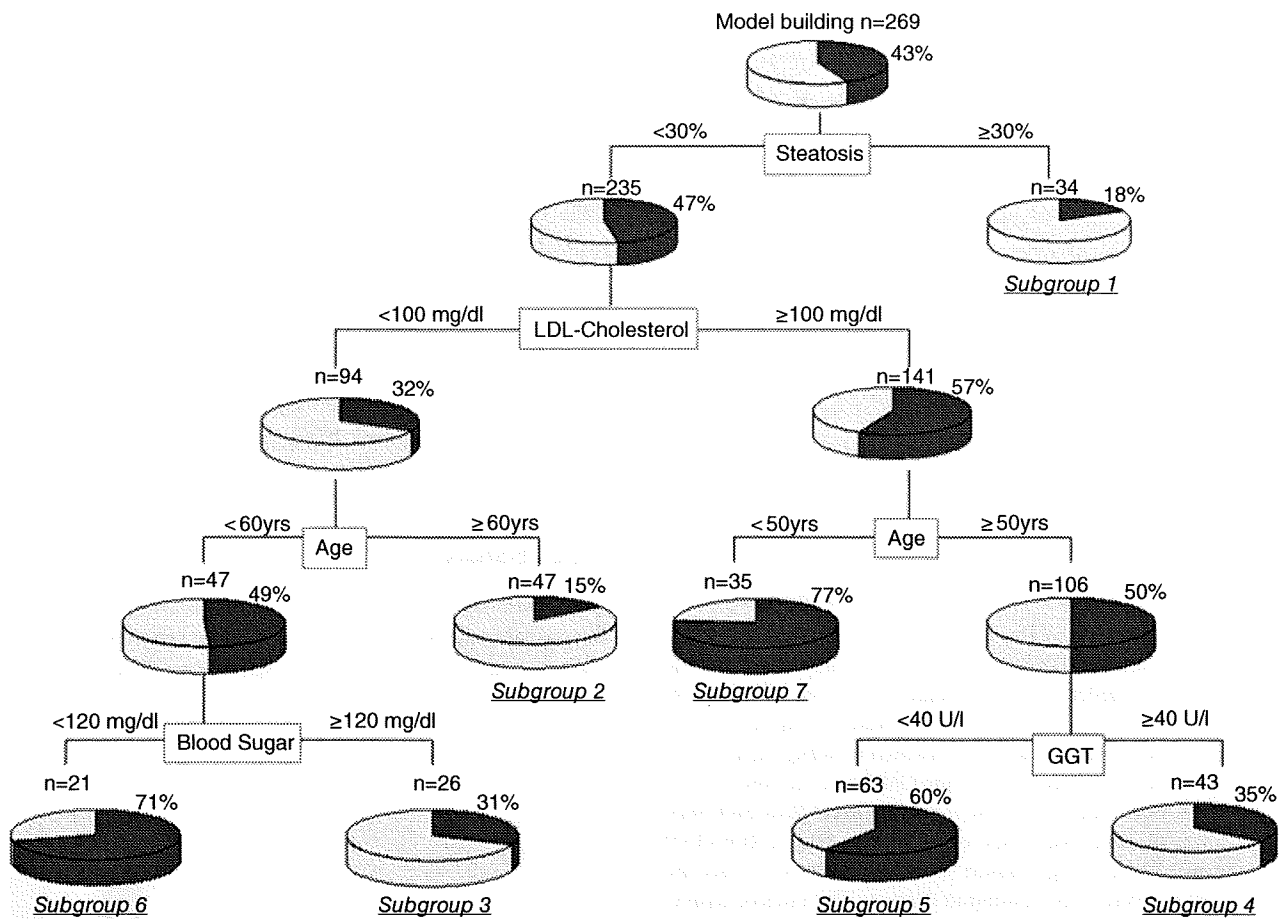 Model building n=269
43%
<30%
≥30%
Steatosis
n=235
47%
n=34
18%
Subgroup 1
<100 mg/dl
LDL-Cholesterol
≥100 mg/dl
n=94
32%
n=141
57%
<60yrs
Age
≥60yrs
<50yrs
Age
≥50yrs
n=47
49%
n=47
15%
n=35
77%
n=106
50%
Subgroup 2
Subgroup 7
<120 mg/dl
Blood Sugar
≥120 mg/dl
<40 U/l
GGT
≥40 U/l
n=21
71%
n=26
31%
n=63
60%
n=43
35%
Subgroup 6
Subgroup 3
Subgroup 5
Subgroup 4